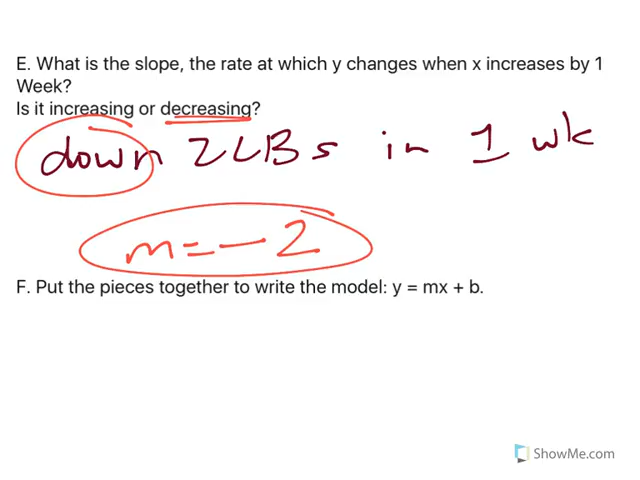 E. What is the slope, the rate at which y changes when x increases by 1
Week?
Is it increasing or decreasing?
down 2LBs in 1 wk
m=-2
F. Put the pieces together to write the model: y = mx + b.
ShowMe.com